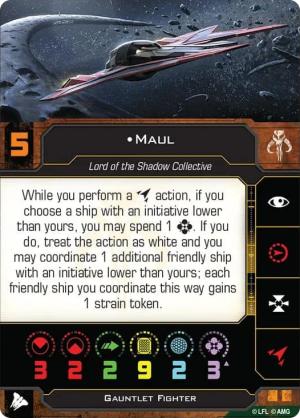 5
• Maul
Lord of the Shadow Collective
While you perform a action, if you
choose a ship with an initiative lower
than yours, you may spend 1 . If you
do, treat the action as white and you
may coordinate 1 additional friendly ship
with an initiative lower than yours; each
friendly ship you coordinate this way gains
1 strain token.
3 2 2 9 2 3
Gauntlet Fighter
© LFL © AMG